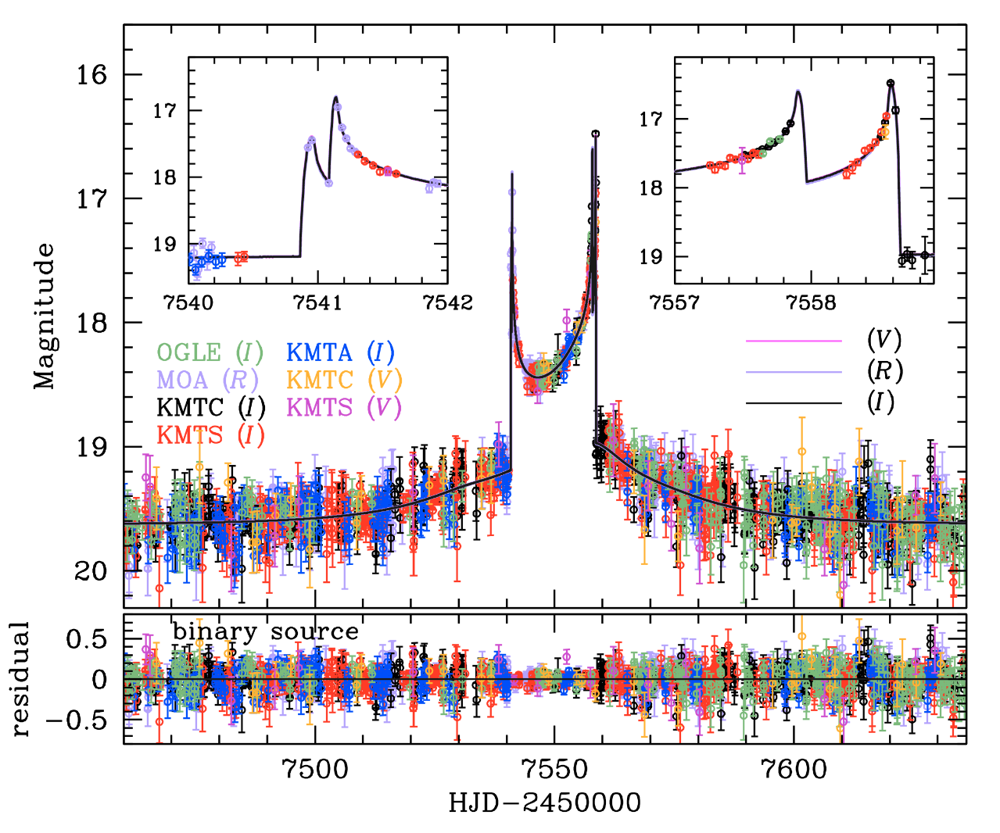 16
17
18
19
20
Magnitude
17
18
19
7540 7541 7542
17
18
19
7557 7558
OGLE (I) KMTA (I)
MOA (R) KMTC (V)
KMTC (I) KMTS (V)
KMTS (I)
(V)
(R)
(I)
binary source
0.5
0
−0.5
residual
7500 7550 7600
HJD−2450000